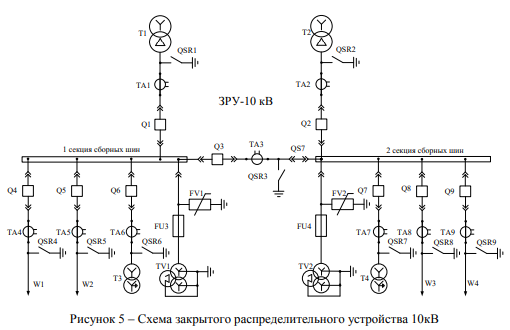 T1
T2
QSR1
QSR2
TA1
TA2
ЗРУ-10 кВ
Q1
Q2
1 секция сборных шин
Q3
TA3
QS7
2 секция сборных шин
QSR3
Q4
Q5
Q6
FV1
FV2
Q7
Q8
Q9
FU3
FU4
TA4
TA5
TA6
TA7
TA8
TA9
QSR4
QSR5
QSR6
QSR7
QSR8
QSR9
W1
W2
T3
TV1
TV2
T4
W3
W4
Рисунок 5 – Схема закрытого распределительного устройства 10кВ